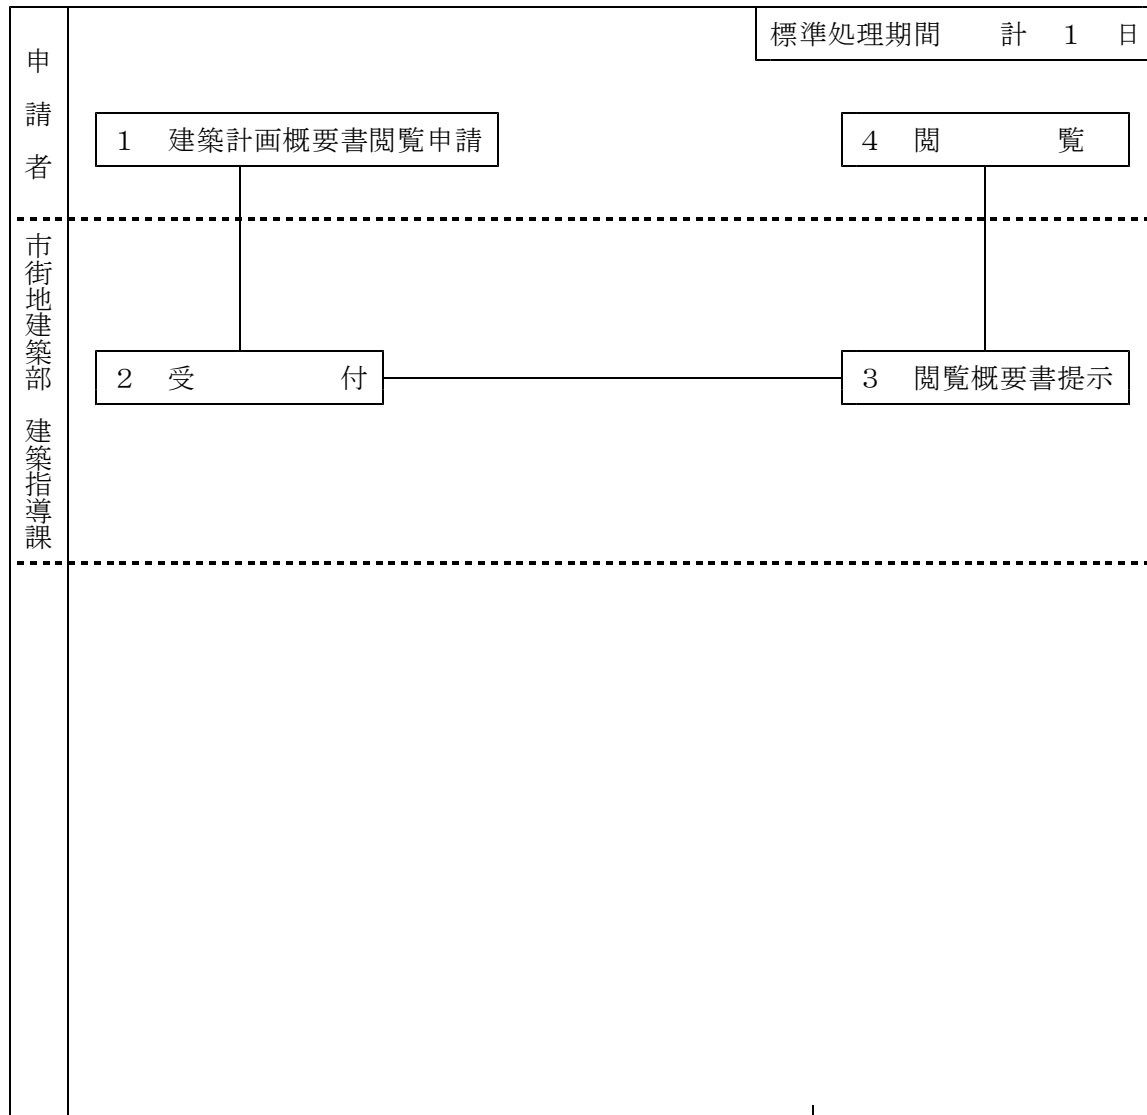 標準処理期間　　計　１　日
申請者
１　建築計画概要書閲覧申請
４　閲　　　　覧
市街地建築部　建築指導課
２　受　　　　　付
３　閲覧概要書提示